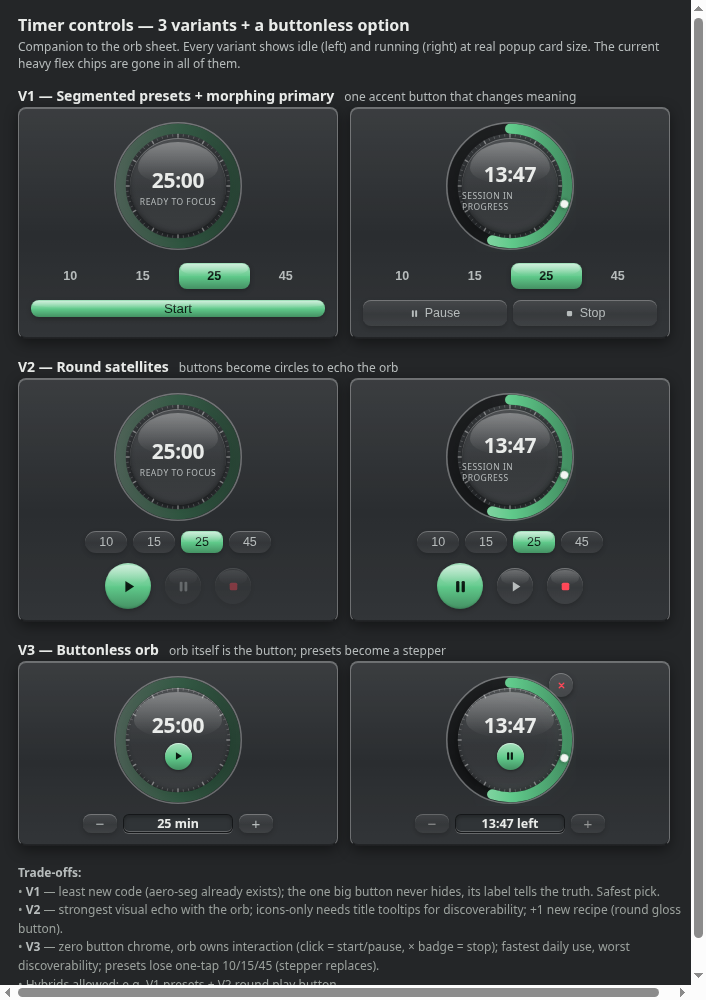 Timer controls — 3 variants + a buttonless option
Companion to the orb sheet. Every variant shows idle (left) and running (right) at real popup card size. The current
heavy flex chips are gone in all of them.
V1 — Segmented presets + morphing primary one accent button that changes meaning
25:00
READY TO FOCUS
10 15 25 45
Start
13:47
SESSION IN
PROGRESS
10 15 25 45
Pause Stop
V2 — Round satellites buttons become circles to echo the orb
25:00
READY TO FOCUS
10 15 25 45
13:47
SESSION IN
PROGRESS
10 15 25 45
V3 — Buttonless orb orb itself is the button; presets become a stepper
25:00
− 25 min +
×
13:47
− 13:47 left +
Trade-offs:
• V1 — least new code (aero-seg already exists); the one big button never hides, its label tells the truth. Safest pick.
• V2 — strongest visual echo with the orb; icons-only needs title tooltips for discoverability; +1 new recipe (round gloss
button).
• V3 — zero button chrome, orb owns interaction (click = start/pause, × badge = stop); fastest daily use, worst
discoverability; presets lose one-tap 10/15/45 (stepper replaces).
• Hybrids allowed: e.g. V1 presets + V2 round play button.